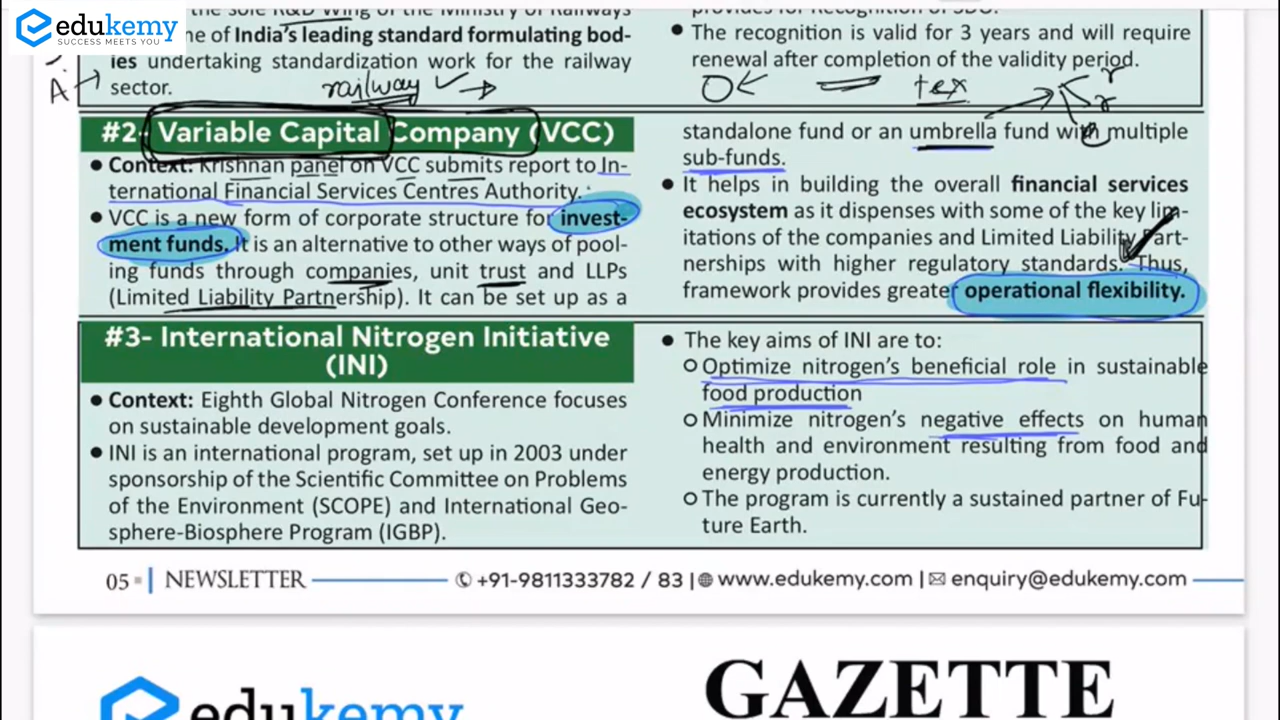 edukemy
SUCCESS MEETS YOU
the sole R&D Wing of the Ministry of Railways
ne of India's leading standard formulating bod-
ies undertaking standardization work for the railway
sector.
A.
railway
provides for Recognition of SDO.
The recognition is valid for 3 years and will require
renewal after completion of the validity period.
tex
r
r
#2- Variable Capital Company (VCC)
• Context: Krishnan panel on VCC submits report to In-
ternational Financial Services Centres Authority.
• VCC is a new form of corporate structure for invest-
ment funds. It is an alternative to other ways of pool-
ing funds through companies, unit trust and LLPs
(Limited Liability Partnership). It can be set up as a
standalone fund or an umbrella fund with multiple
sub-funds.
• It helps in building the overall financial services
ecosystem as it dispenses with some of the key lim-
itations of the companies and Limited Liability Part-
nerships with higher regulatory standards. Thus,
framework provides greater operational flexibility.
#3- International Nitrogen Initiative
(INI)
• Context: Eighth Global Nitrogen Conference focuses
on sustainable development goals.
• INI is an international program, set up in 2003 under
sponsorship of the Scientific Committee on Problems
of the Environment (SCOPE) and International Geo-
sphere-Biosphere Program (IGBP).
• The key aims of INI are to:
Optimize nitrogen's beneficial role in sustainable
food production
Minimize nitrogen's negative effects on human
health and environment resulting from food and
energy production.
The program is currently a sustained partner of Fu-
ture Earth.
05 NEWSLETTER +91-9811333782 / 83 | www.edukemy.com | enquiry@edukemy.com
edukemy
GAZETTE